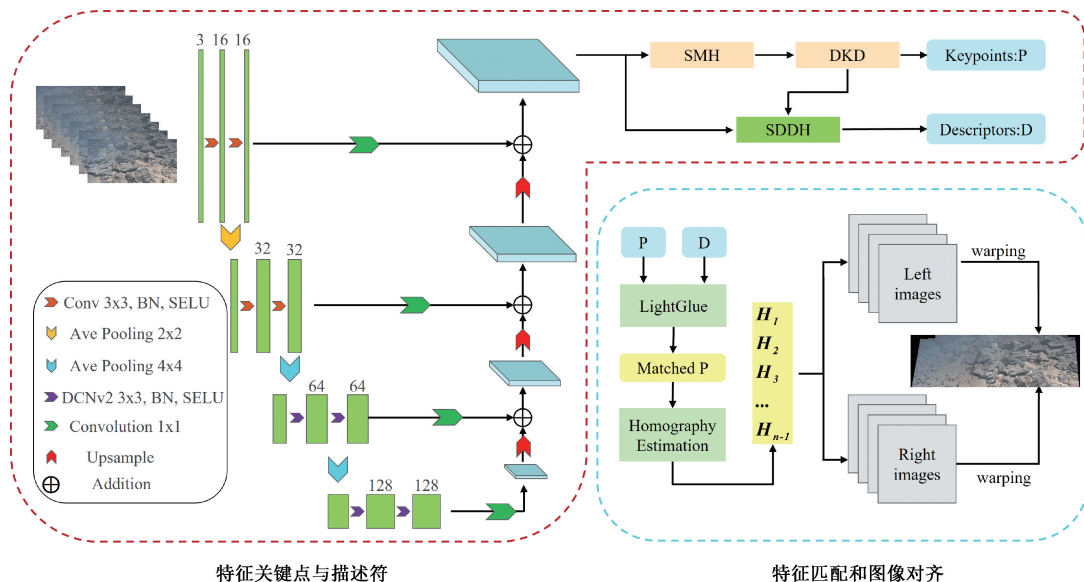 3 16 16
SMH
DKD
Keypoints:P
SDDH
Descriptors:D
32 32
64 64
128 128
Conv 3x3, BN, SELU
Ave Pooling 2x2
Ave Pooling 4x4
DCNv2 3x3, BN, SELU
Convolution 1x1
Upsample
Addition
P
D
LightGlue
Matched P
Homography
Estimation
H1
H2
H3
...
Hn-1
Left
images
warping
Right
images
warping
特征关键点与描述符
特征匹配和图像对齐